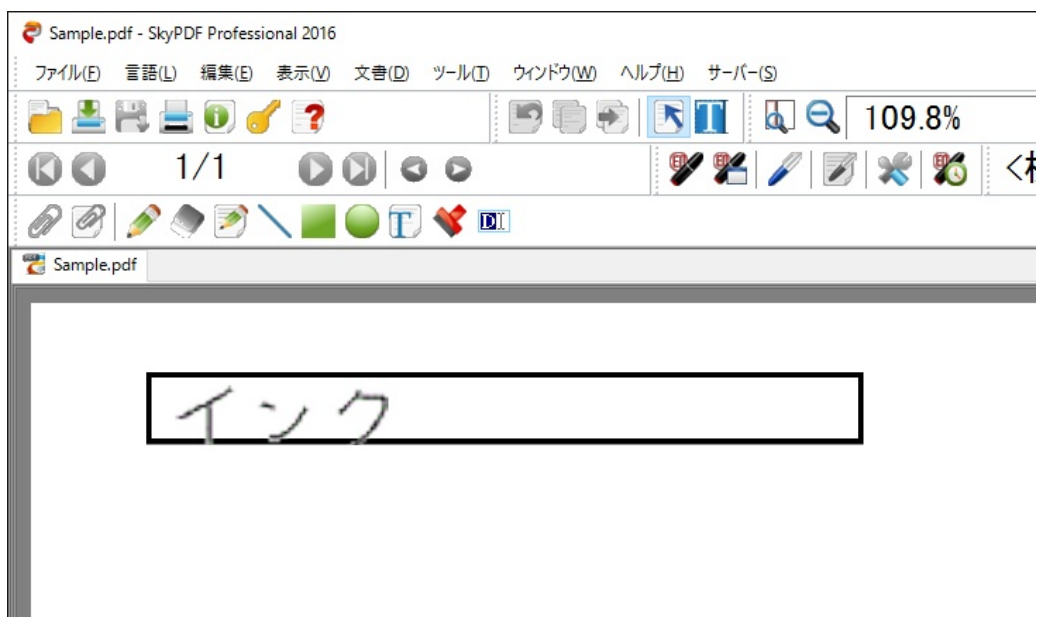 Sample.pdf - SkyPDF Professional 2016
ファイル(F) 言語(L) 編集(E) 表示(V) 文書(D) ツール(T) ウィンドウ(W) ヘルプ(H) サーバー(S)
109.8%
1/1
Sample.pdf
インク